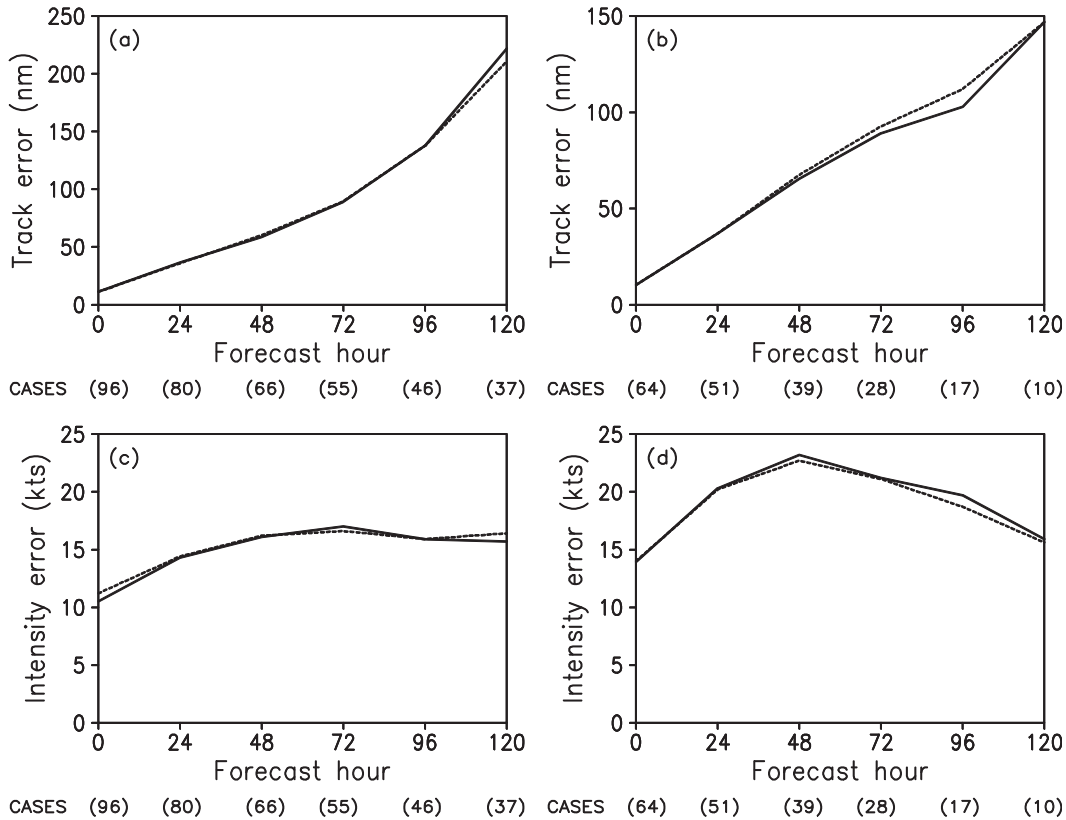 (a)
250
200
150
100
50
0
Track error (nm)
0 24 48 72 96 120
Forecast hour
CASES (96) (80) (66) (55) (46) (37)
(b)
150
100
50
0
Track error (nm)
0 24 48 72 96 120
Forecast hour
CASES (64) (51) (39) (28) (17) (10)
(c)
25
20
15
10
5
0
Intensity error (kts)
0 24 48 72 96 120
Forecast hour
CASES (96) (80) (66) (55) (46) (37)
(d)
25
20
15
10
5
0
Intensity error (kts)
0 24 48 72 96 120
Forecast hour
CASES (64) (51) (39) (28) (17) (10)